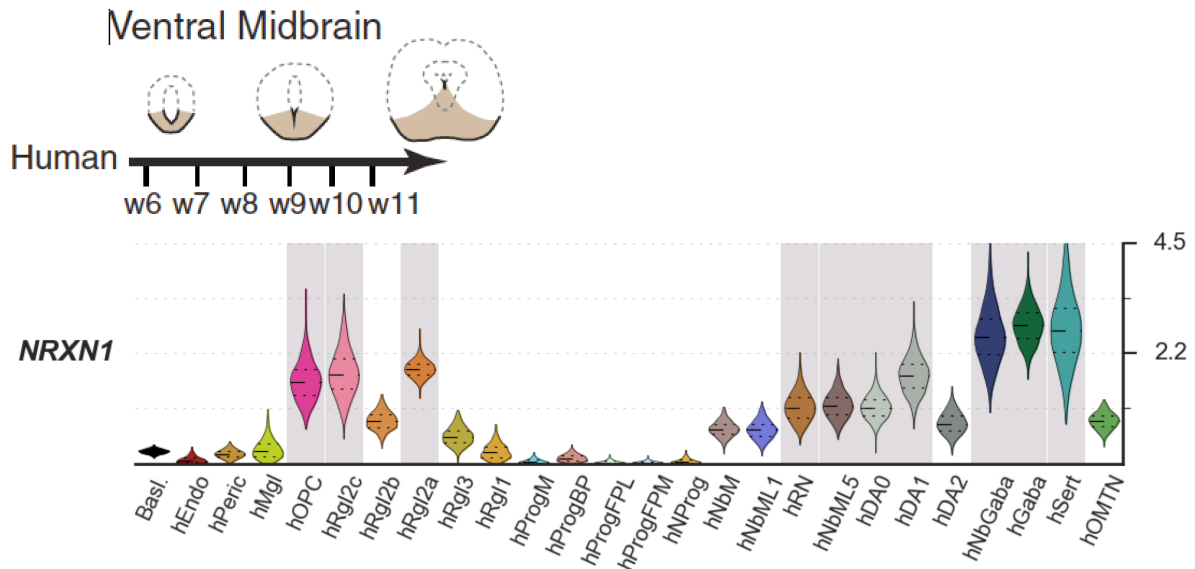 Ventral Midbrain
Human
w6 w7 w8 w9 w10 w11
4.5
NRXN1
2.2
Basl.
hEndo
hPeric
hMgl
hOPC
hRgl2c
hRgl2b
hRgl2a
hRgl3
hRgl1
hProgM
hProgBP
hProgFPL
hProgFPM
hNProg
hNbM
hNbML1
hRN
hNbML5
hDA0
hDA1
hDA2
hNbGaba
hGaba
hSert
hOMTN